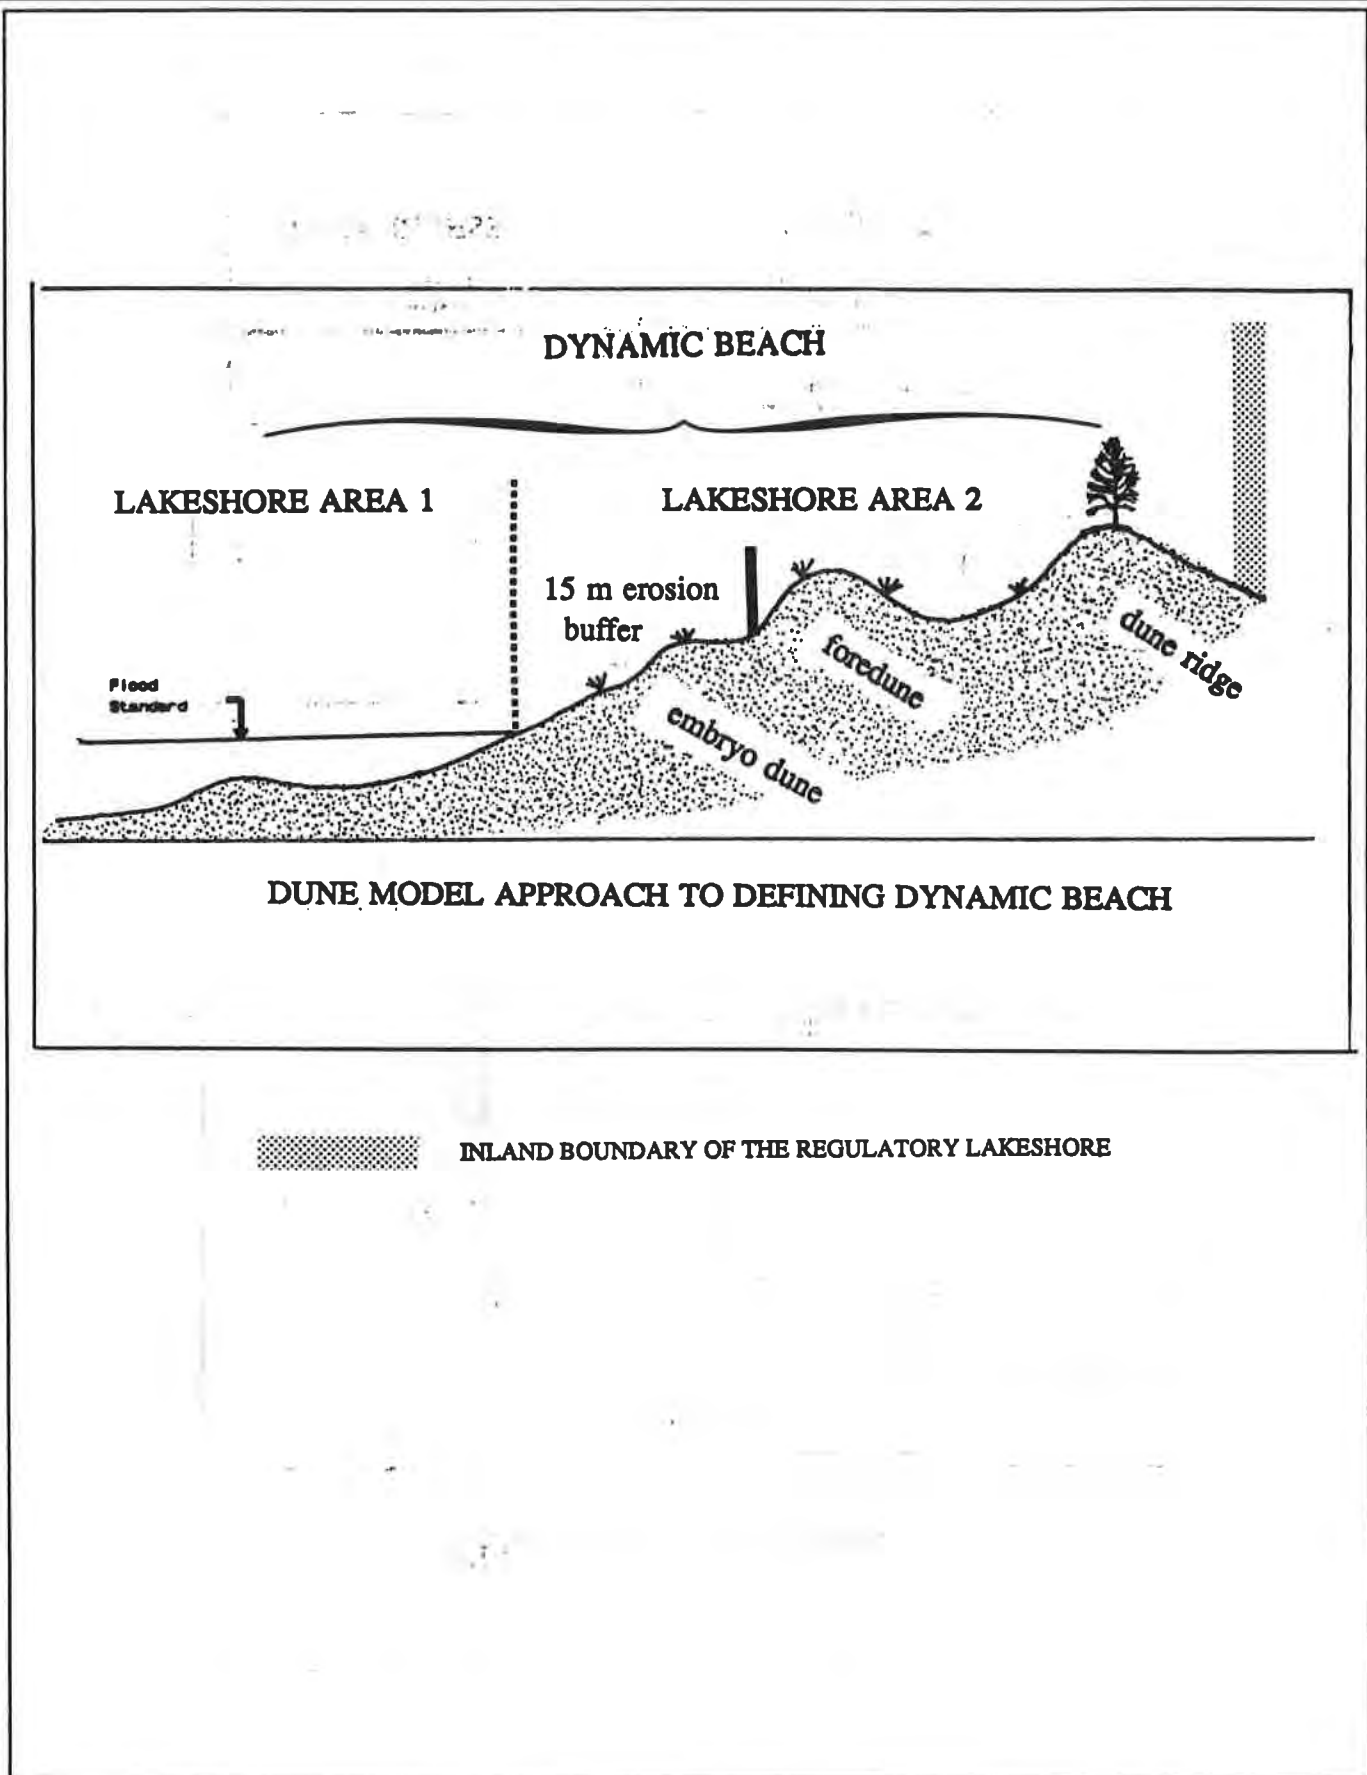 DYNAMIC BEACH
LAKESHORE AREA 1
LAKESHORE AREA 2
15 m erosion
buffer
Flood
Standard
foredune
dune ridge
embryo dune
DUNE MODEL APPROACH TO DEFINING DYNAMIC BEACH
INLAND BOUNDARY OF THE REGULATORY LAKESHORE